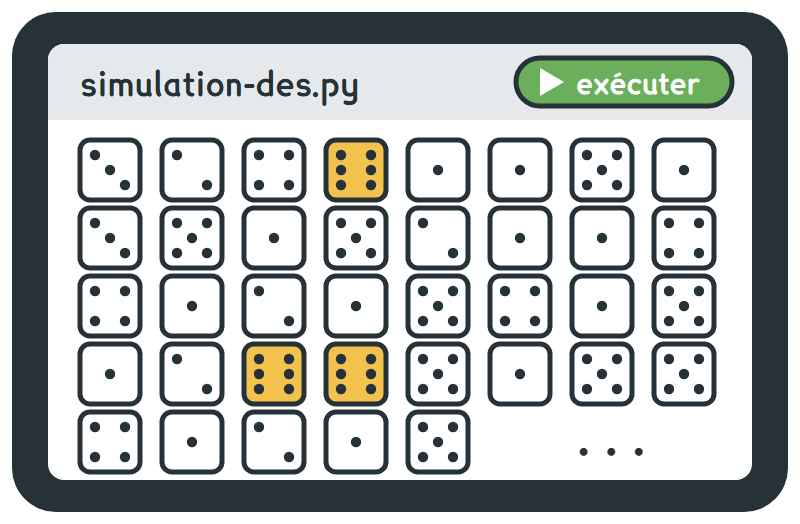 simulation-des.py
exécuter
. . .